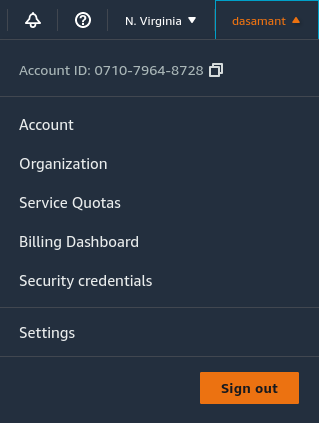 N. Virginia
dasamant
Account ID: 0710-7964-8728
Account
Organization
Service Quotas
Billing Dashboard
Security credentials
Settings
Sign out